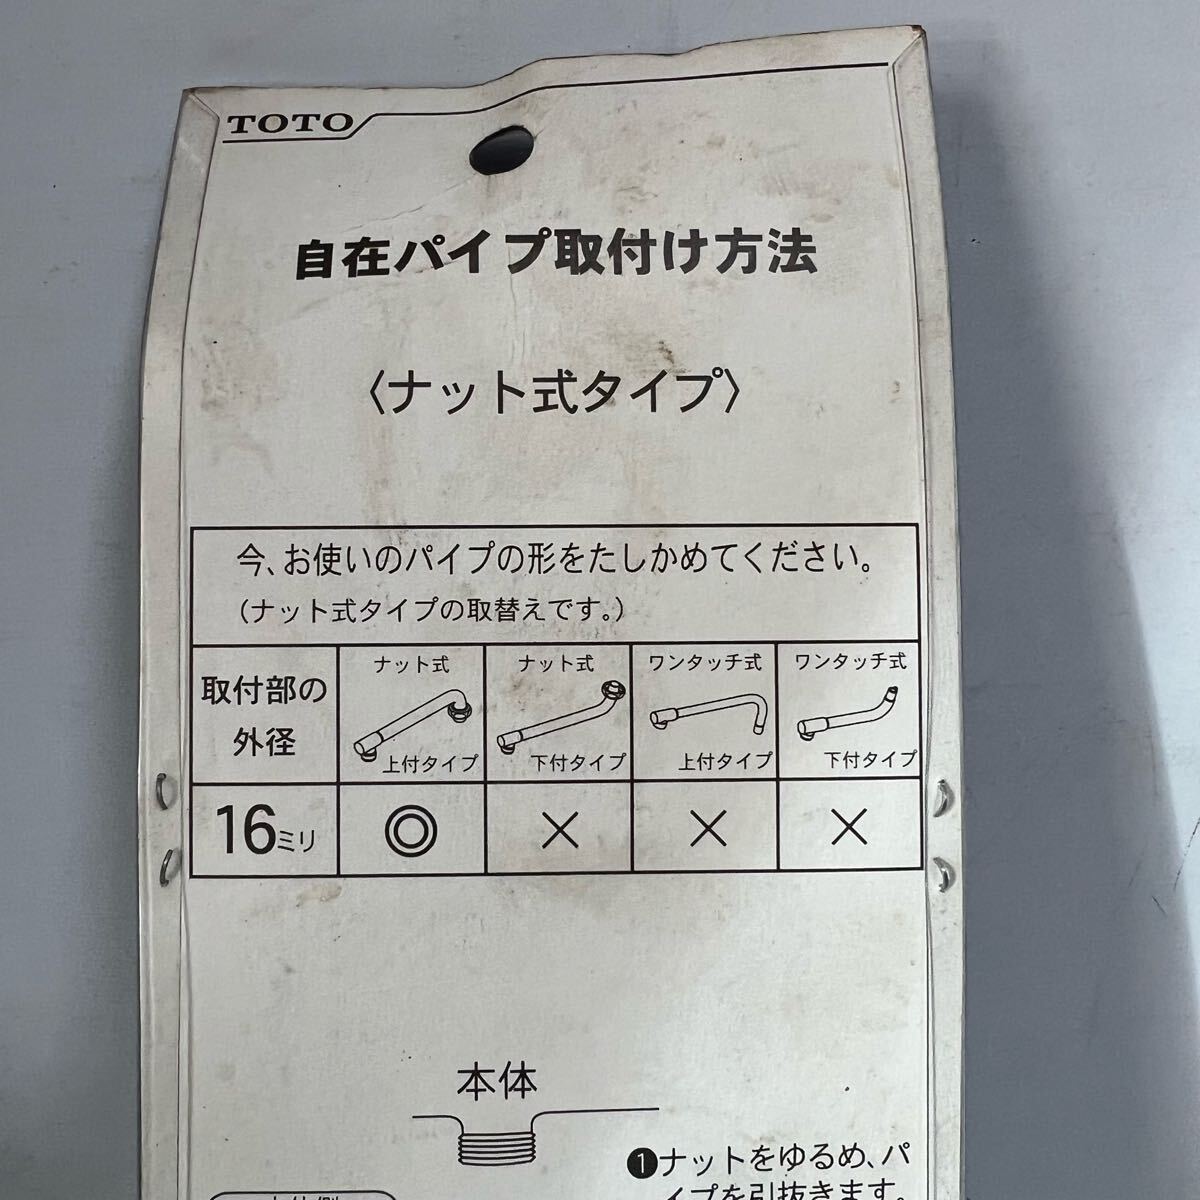 TOTO
自在パイプ取付け方法
〈ナット式タイプ〉
今、お使いのパイプの形をたしかめてください。
(ナット式タイプの取替えです。)
取付部の
外径
ナット式
上付タイプ
ナット式
下付タイプ
ワンタッチ式
上付タイプ
ワンタッチ式
下付タイプ
16ミリ
◎
×
×
×
本体
❶ナットをゆるめ、パ
イプを引抜きます。